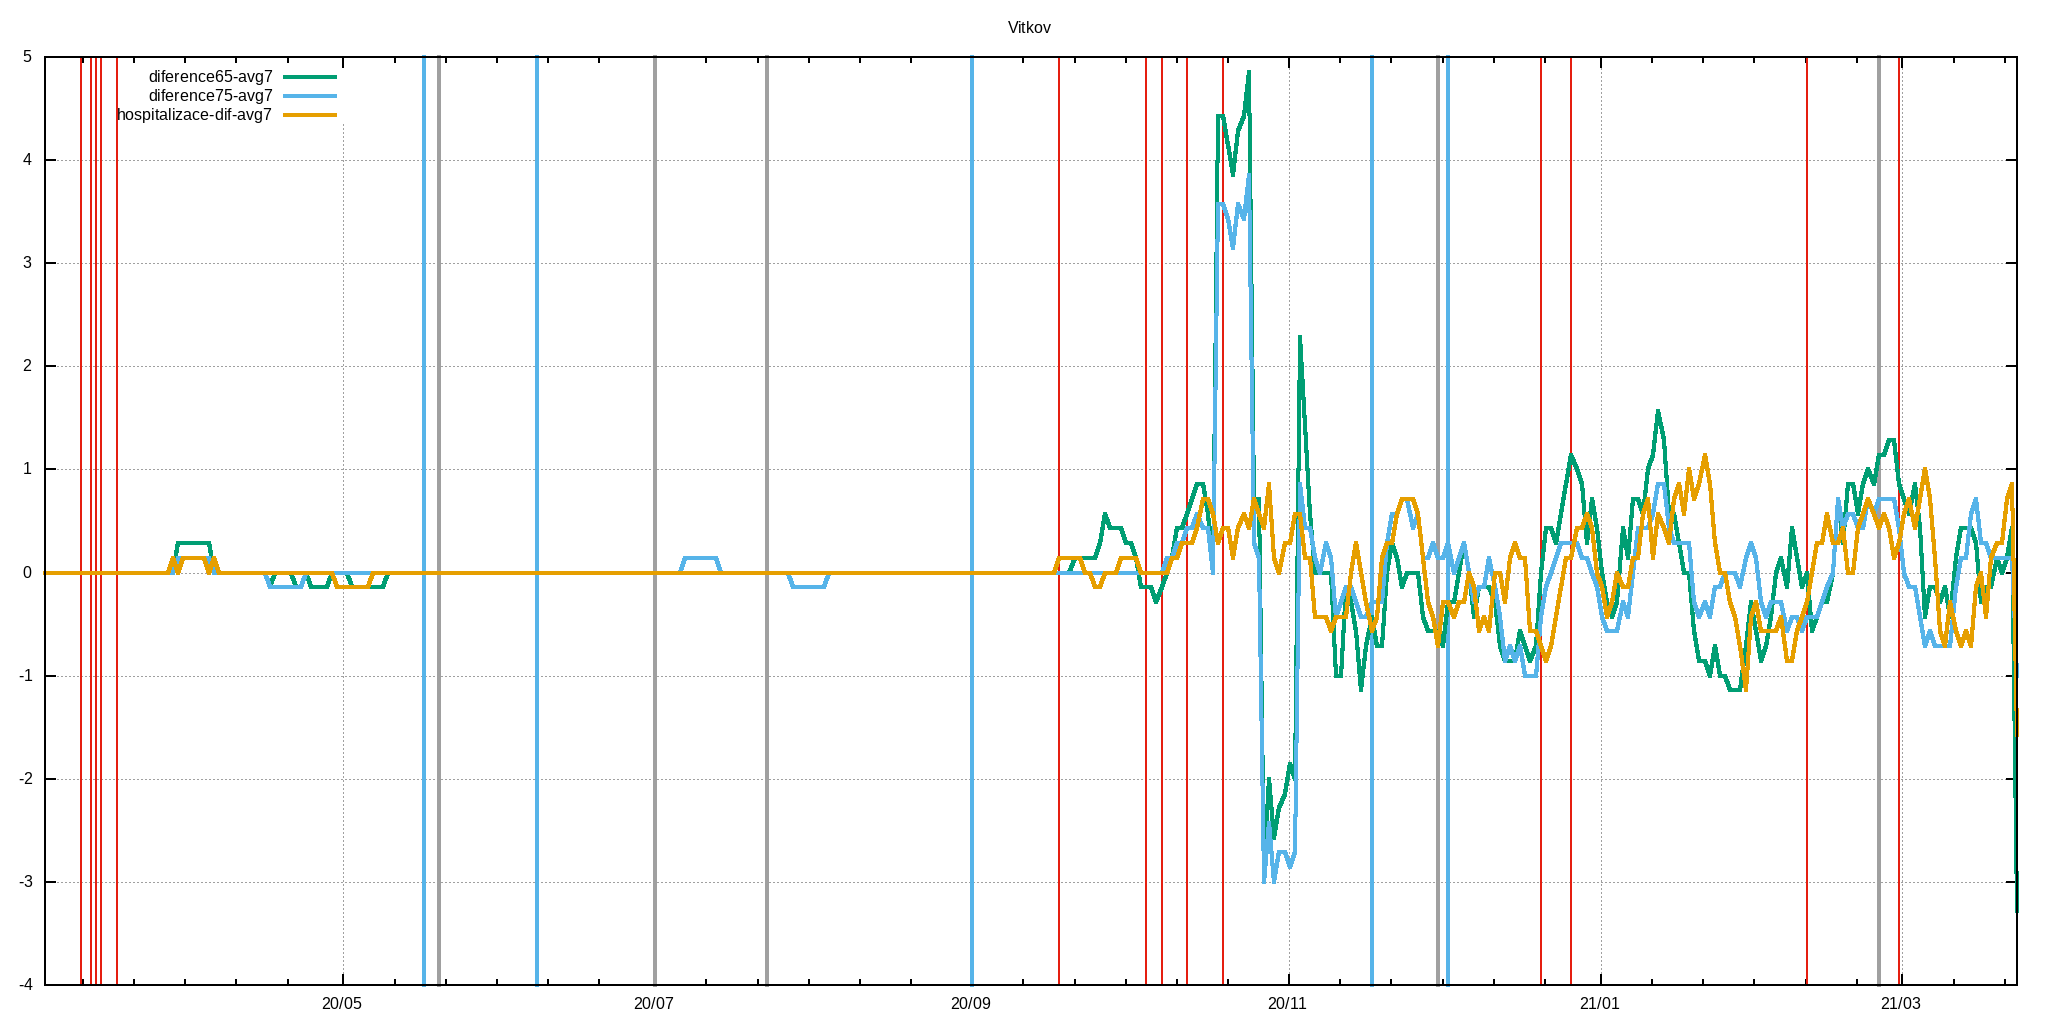 Vitkov
5
diference65-avg7
diference75-avg7
hospitalizace-dif-avg7
4
3
2
1
0
-1
-2
-3
-4
20/05 20/07 20/09 20/11 21/01 21/03